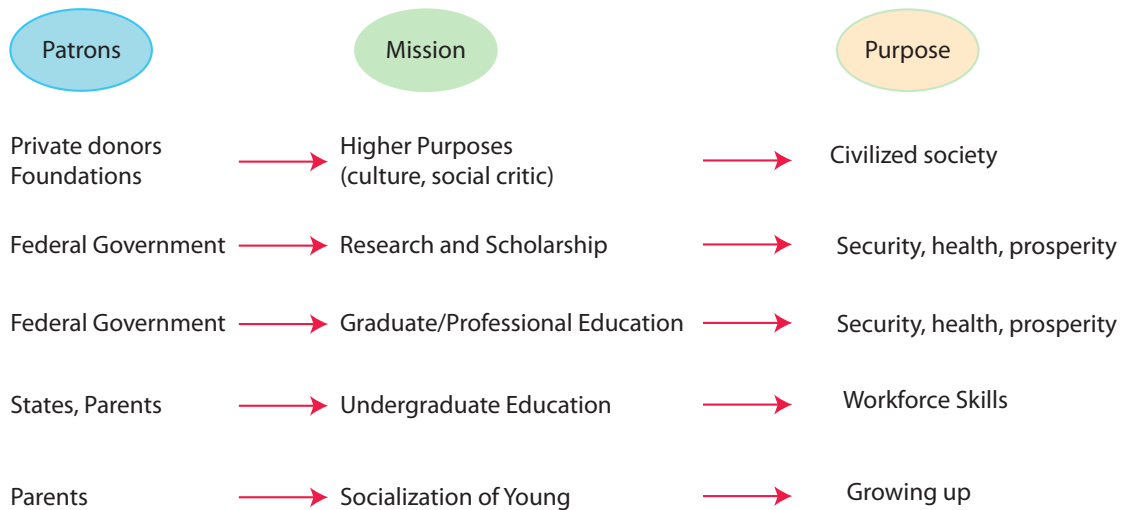 Patrons Mission Purpose
Private donors
Foundations
Higher Purposes
(culture, social critic)
Civilized society
Federal Government Research and Scholarship Security, health, prosperity
Federal Government Graduate/Professional Education Security, health, prosperity
States, Parents Undergraduate Education Workforce Skills
Parents Socialization of Young Growing up